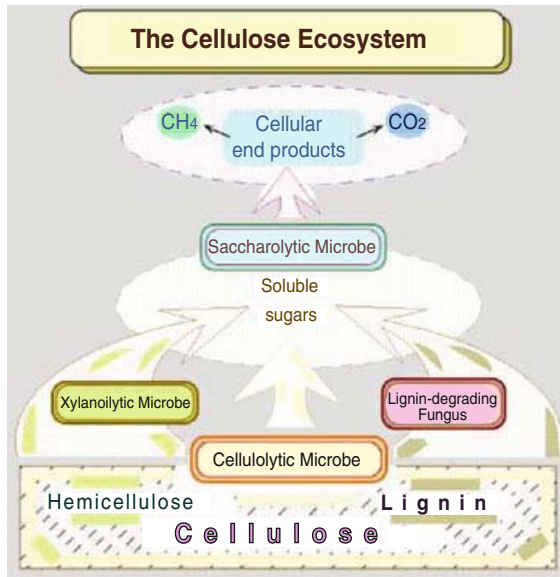 The Cellulose Ecosystem
CH4
Cellular
end products
CO2
Saccharolytic Microbe
Soluble
sugars
Xylanoilytic Microbe
Lignin-degrading
Fungus
Cellulolytic Microbe
Hemicellulose
Lignin
Cellulose